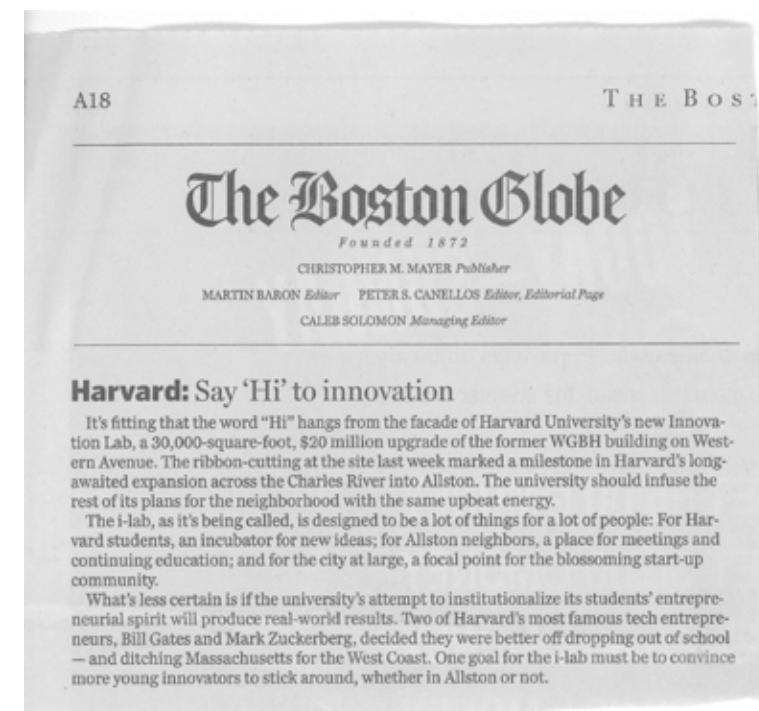 A18
THE BOS
The Boston Globe
Founded 1872
CHRISTOPHER M. MAYER Publisher
MARTIN BARON Editor PETER S. CANELLOS Editor, Editorial Page
CALEB SOLOMON Managing Editor
Harvard: Say ‘Hi’ to innovation
It’s fitting that the word “Hi” hangs from the facade of Harvard University’s new Innova-
tion Lab, a 30,000-square-foot, $20 million upgrade of the former WGBH building on West-
ern Avenue. The ribbon-cutting at the site last week marked a milestone in Harvard’s long-
awaited expansion across the Charles River into Allston. The university should infuse the
rest of its plans for the neighborhood with the same upbeat energy.
The i-lab, as it’s being called, is designed to be a lot of things for a lot of people: For Har-
vard students, an incubator for new ideas; for Allston neighbors, a place for meetings and
continuing education; and for the city at large, a focal point for the blossoming start-up
community.
What’s less certain is if the university’s attempt to institutionalize its students’ entrepre-
neurial spirit will produce real-world results. Two of Harvard’s most famous tech entrepre-
neurs, Bill Gates and Mark Zuckerberg, decided they were better off dropping out of school
— and ditching Massachusetts for the West Coast. One goal for the i-lab must be to convince
more young innovators to stick around, whether in Allston or not.